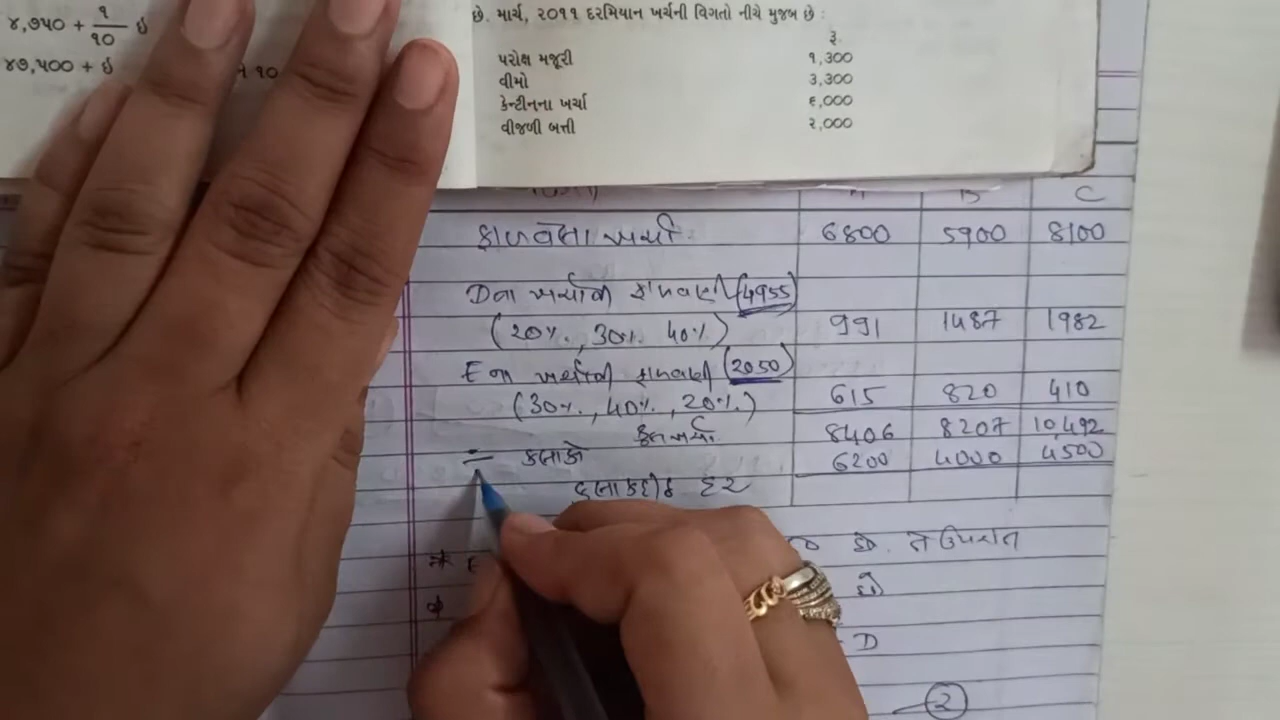 ૪,૭૫૦ + ૧/૧૦ ઇ
૪૭,૫૦૦ + ઇ
૧૦
છે. માર્ચ, ૨૦૧૧ દરમિયાન ખર્ચની વિગતો નીચે મુજબ છે :
રૂ.
પરોક્ષ મજૂરી ૧,૩૦૦
વીમો ૩,૩૦૦
કેન્ટીનના ખર્ચા ૬,૦૦૦
વીજળી બત્તી ૨,૦૦૦
C
ફાળવેલા ખર્ચા: 6800 5900 8100
Dના ખર્ચાની ફાળવણી (4955)
(20%, 30%, 40%) 991 1487 1982
Eના ખર્ચાની ફાળવણી (2050)
(30%, 40%, 20%) 615 820 410
કુલ ખર્ચા 8406 8207 10,492
÷ કલાકો 6200 4000 4500
કલાકદીઠ દર
છે. તે ઉપરાંત
છે
D
૨